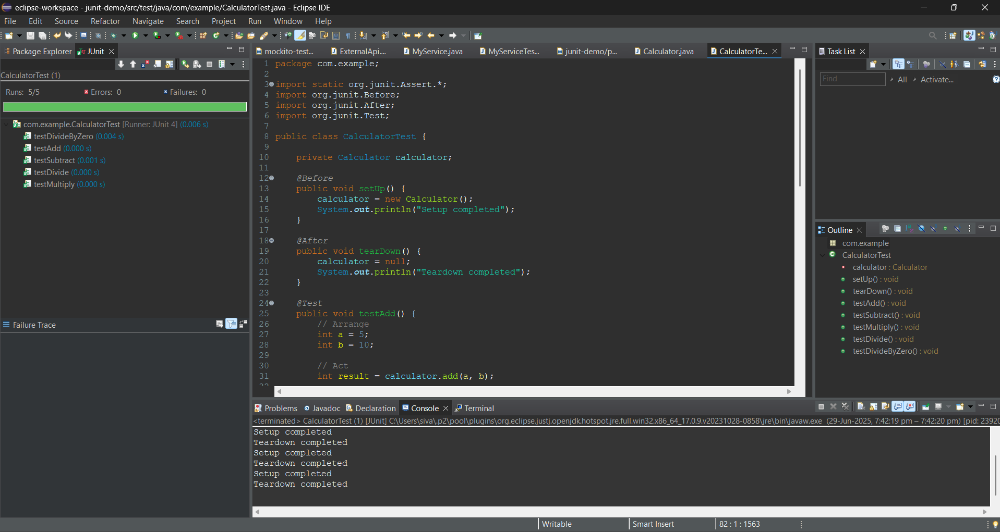 eclipse-workspace - junit-demo/src/test/java/com/example/CalculatorTest.java - Eclipse IDE
File Edit Source Refactor Navigate Search Project Run Window Help
Package Explorer JUnit
CalculatorTest (1)
Runs: 5/5 Errors: 0 Failures: 0
com.example.CalculatorTest [Runner: JUnit 4] (0.006 s)
testDivideByZero (0.004 s)
testAdd (0.000 s)
testSubtract (0.001 s)
testDivide (0.000 s)
testMultiply (0.000 s)
Failure Trace
mockito-test... ExternalApi.... MyService.java MyServiceTes... junit-demo/p... Calculator.java CalculatorTe...
1 package com.example;
2
3 import static org.junit.Assert.*;
4 import org.junit.Before;
5 import org.junit.After;
6 import org.junit.Test;
7
8 public class CalculatorTest {
9
10 private Calculator calculator;
11
12 @Before
13 public void setUp() {
14 calculator = new Calculator();
15 System.out.println("Setup completed");
16 }
17
18 @After
19 public void tearDown() {
20 calculator = null;
21 System.out.println("Teardown completed");
22 }
23
24 @Test
25 public void testAdd() {
26 // Arrange
27 int a = 5;
28 int b = 10;
29
30 // Act
31 int result = calculator.add(a, b);
Task List
Find All Activate...
Outline
com.example
CalculatorTest
calculator : Calculator
setUp() : void
tearDown() : void
testAdd() : void
testSubtract() : void
testMultiply() : void
testDivide() : void
testDivideByZero() : void
Problems Javadoc Declaration Console Terminal
<terminated> CalculatorTest (1) [JUnit] C:\Users\siva\.p2\pool\plugins\org.eclipse.justj.openjdk.hotspot.jre.full.win32.x86_64_17.0.9.v20231028-0858\jre\bin\javaw.exe (29-Jun-2025, 7:42:19 pm – 7:42:20 pm) [pid: 23920
Setup completed
Teardown completed
Setup completed
Teardown completed
Setup completed
Teardown completed
Writable Smart Insert 82 : 1 : 1563